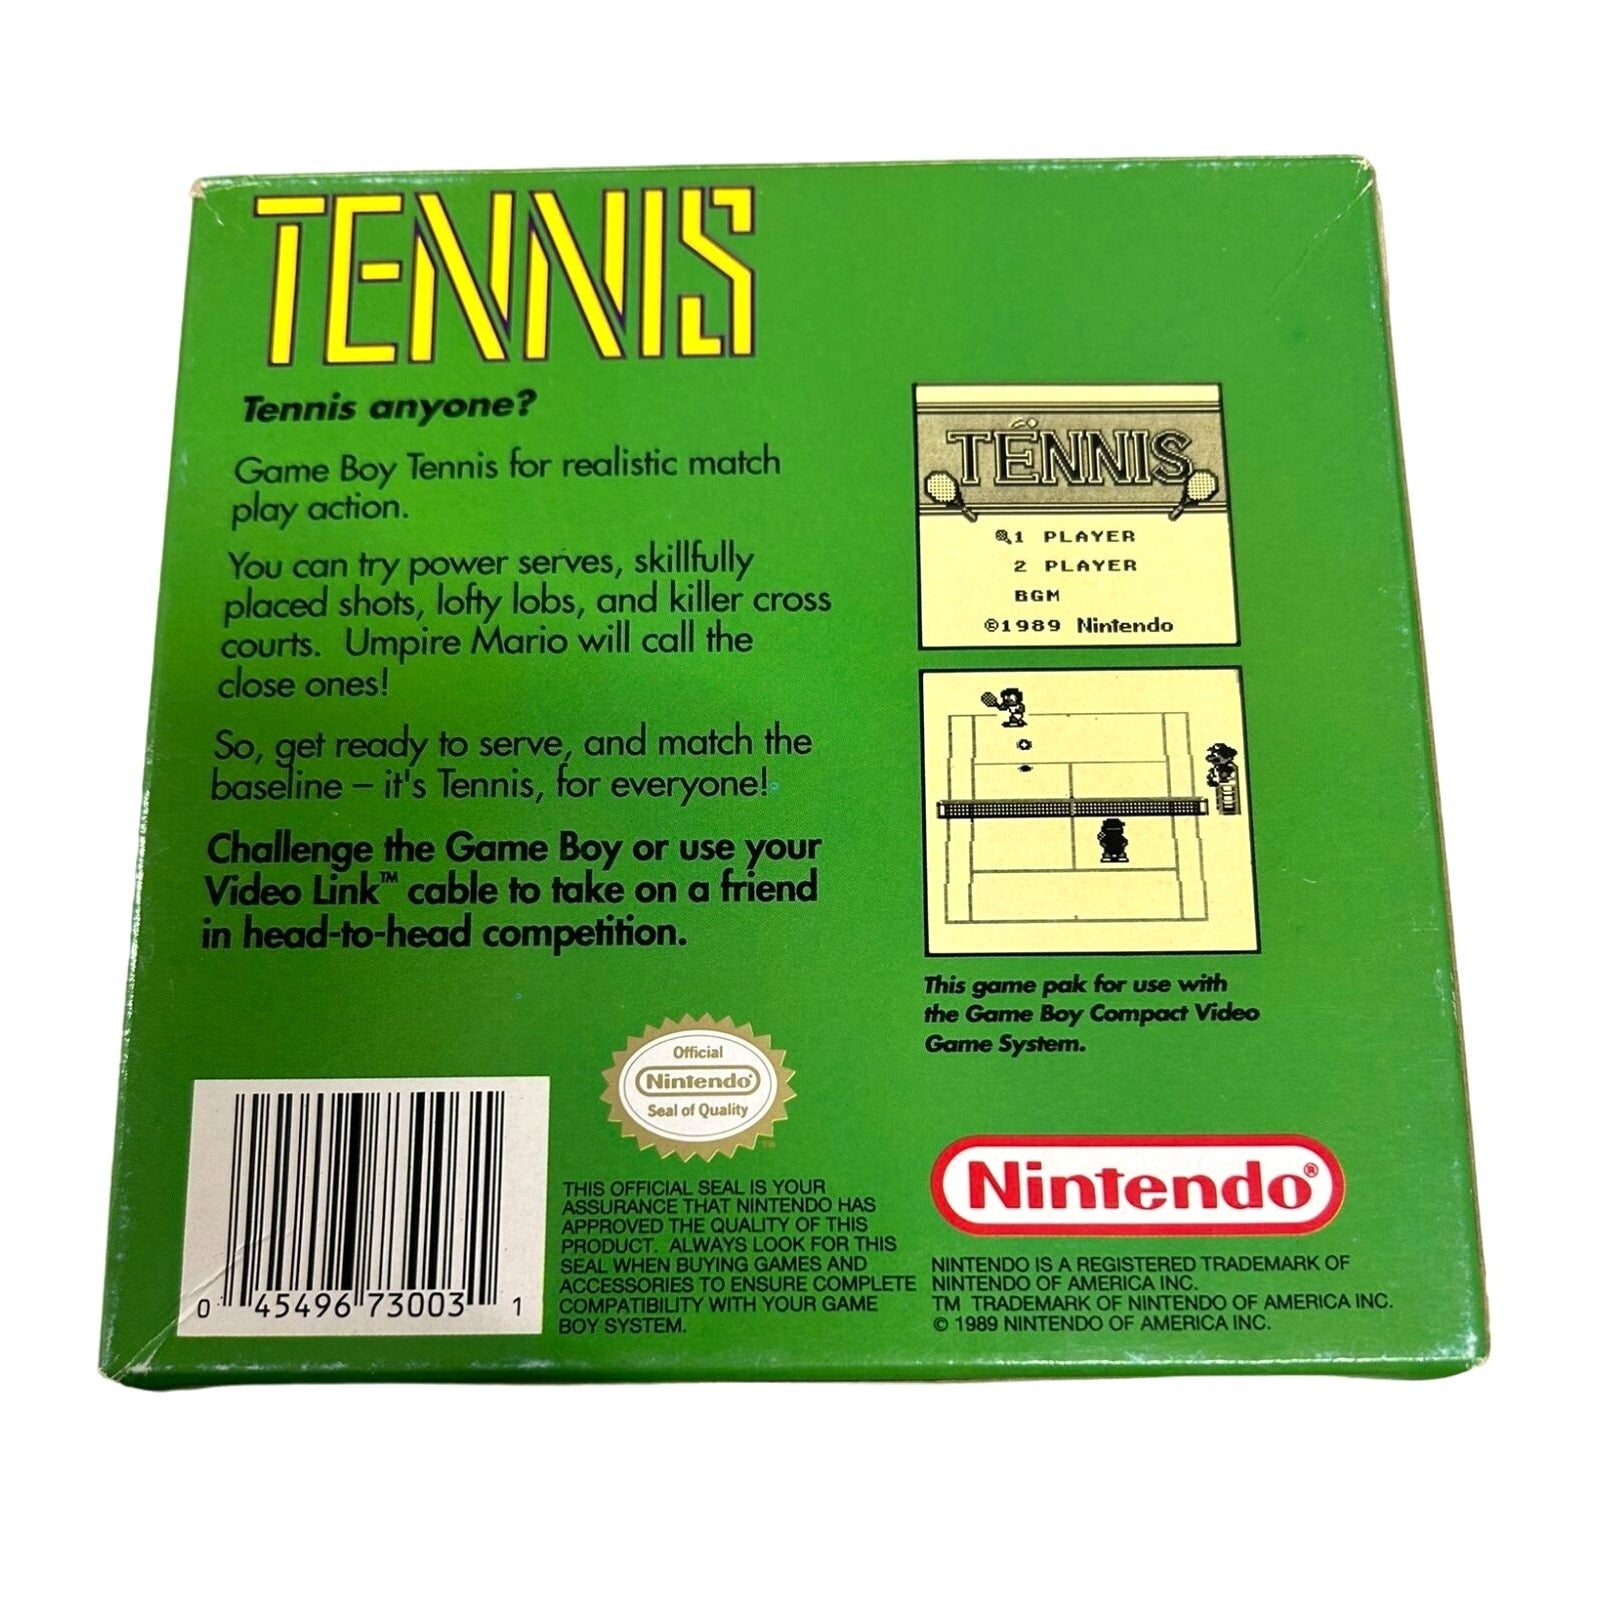 TENNIS
Tennis anyone?
Game Boy Tennis for realistic match
play action.
You can try power serves, skillfully
placed shots, lofty lobs, and killer cross
courts. Umpire Mario will call the
close ones!
So, get ready to serve, and match the
baseline – it's Tennis, for everyone!
Challenge the Game Boy or use your
Video Link™ cable to take on a friend
in head-to-head competition.
TENNIS
1 PLAYER
2 PLAYER
BGM
©1989 Nintendo
This game pak for use with
the Game Boy Compact Video
Game System.
Official
Nintendo
Seal of Quality
THIS OFFICIAL SEAL IS YOUR
ASSURANCE THAT NINTENDO HAS
APPROVED THE QUALITY OF THIS
PRODUCT. ALWAYS LOOK FOR THIS
SEAL WHEN BUYING GAMES AND
ACCESSORIES TO ENSURE COMPLETE
COMPATIBILITY WITH YOUR GAME
BOY SYSTEM.
0 45496 73003 1
Nintendo®
NINTENDO IS A REGISTERED TRADEMARK OF
NINTENDO OF AMERICA INC.
TM TRADEMARK OF NINTENDO OF AMERICA INC.
© 1989 NINTENDO OF AMERICA INC.